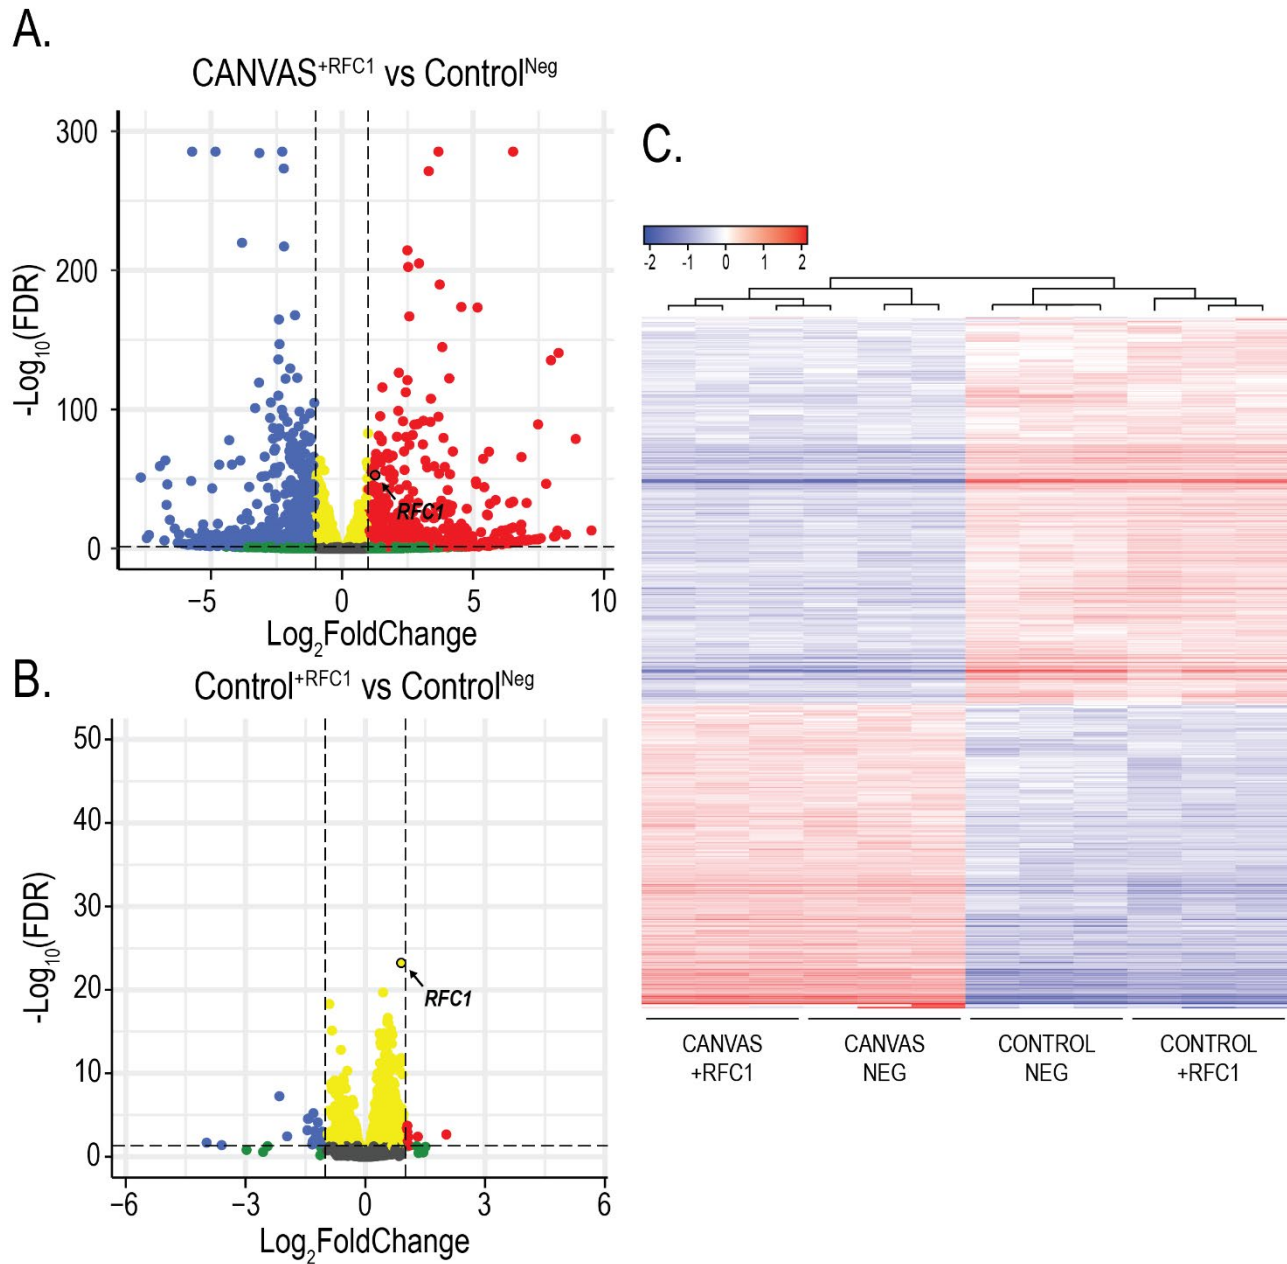 A.
CANVAS+RFC1 vs ControlNeg
300
200
100
0
-Log10(FDR)
RFC1
−5 0 5 10
Log2FoldChange
B.
Control+RFC1 vs ControlNeg
50
40
30
20
10
0
-Log10(FDR)
RFC1
−6 −3 0 3 6
Log2FoldChange
C.
-2 -1 0 1 2
CANVAS CANVAS CONTROL CONTROL
+RFC1 NEG NEG +RFC1